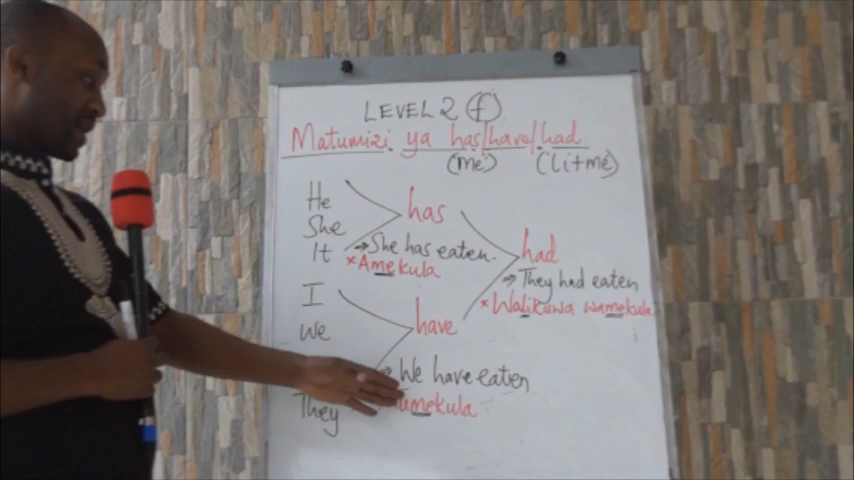 LEVEL 2 f
Matumizi ya has/have/had
(me) (li+me)
He
She
It
has
→She has eaten.
×Amekula
I
We
They
have
→ We have eaten
umekula
had
→They had eaten
×Walikuwa wamekula